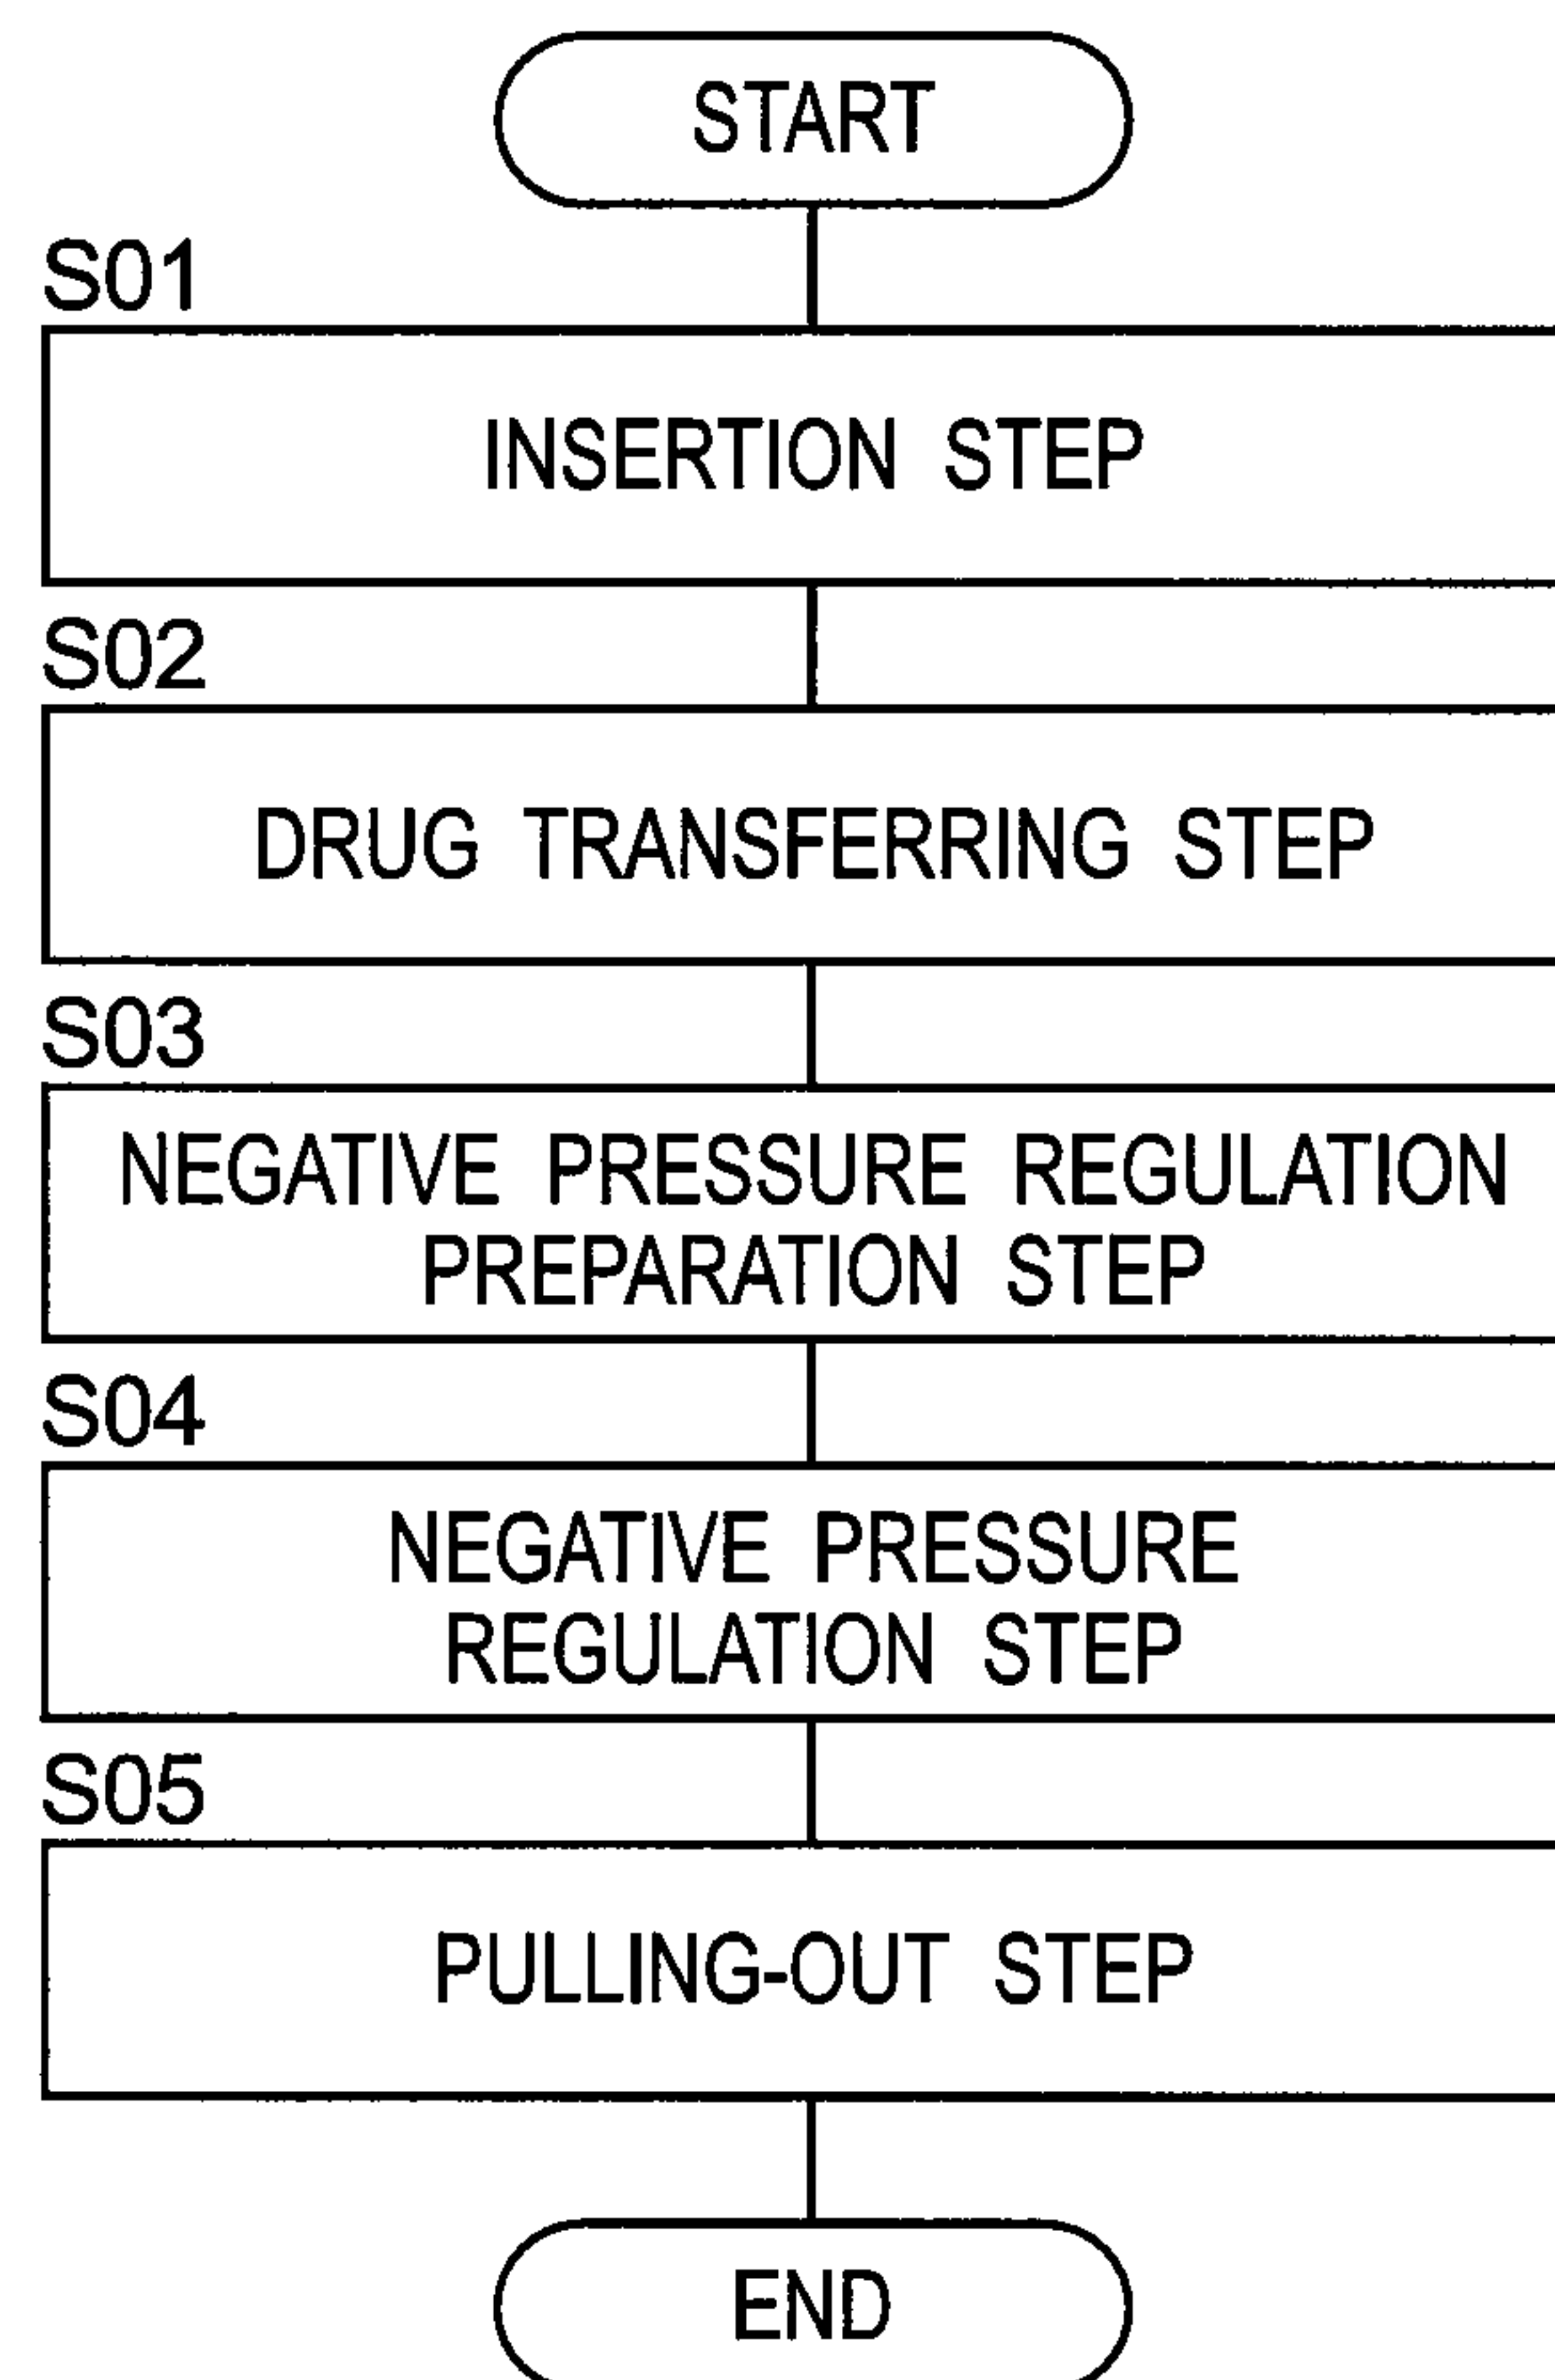 START
S01
INSERTION STEP
S02
DRUG TRANSFERRING STEP
S03
NEGATIVE PRESSURE REGULATION
PREPARATION STEP
S04
NEGATIVE PRESSURE
REGULATION STEP
S05
PULLING-OUT STEP
END